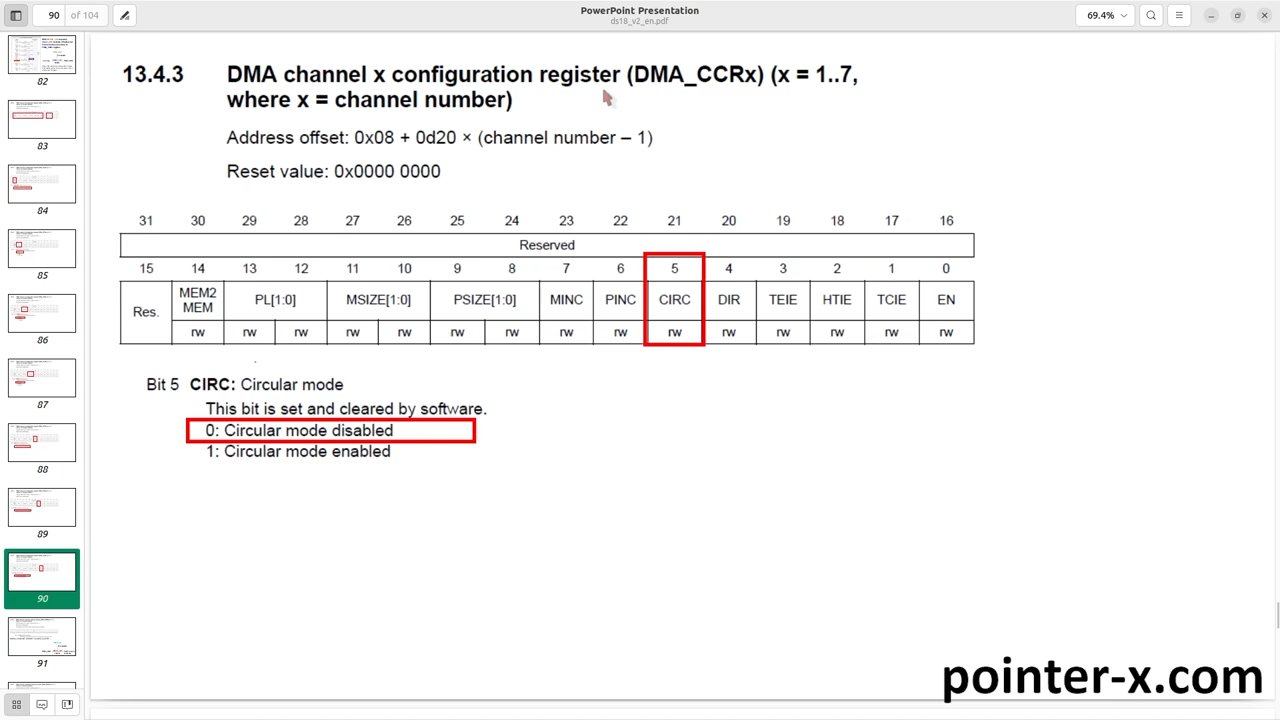 90 of 104
PowerPoint Presentation
ds18_v2_en.pdf
69.4%
82
83
84
85
86
87
88
89
90
91
13.4.3 DMA channel x configuration register (DMA_CCRx) (x = 1..7,
where x = channel number)
Address offset: 0x08 + 0d20 × (channel number – 1)
Reset value: 0x0000 0000
31 30 29 28 27 26 25 24 23 22 21 20 19 18 17 16
Reserved
15 14 13 12 11 10 9 8 7 6 5 4 3 2 1 0
Res. MEM2 MEM PL[1:0] MSIZE[1:0] PSIZE[1:0] MINC PINC CIRC DIR TEIE HTIE TCIE EN
rw rw rw rw rw rw rw rw rw rw rw rw rw rw rw
Bit 5 CIRC: Circular mode
This bit is set and cleared by software.
0: Circular mode disabled
1: Circular mode enabled
pointer-x.com